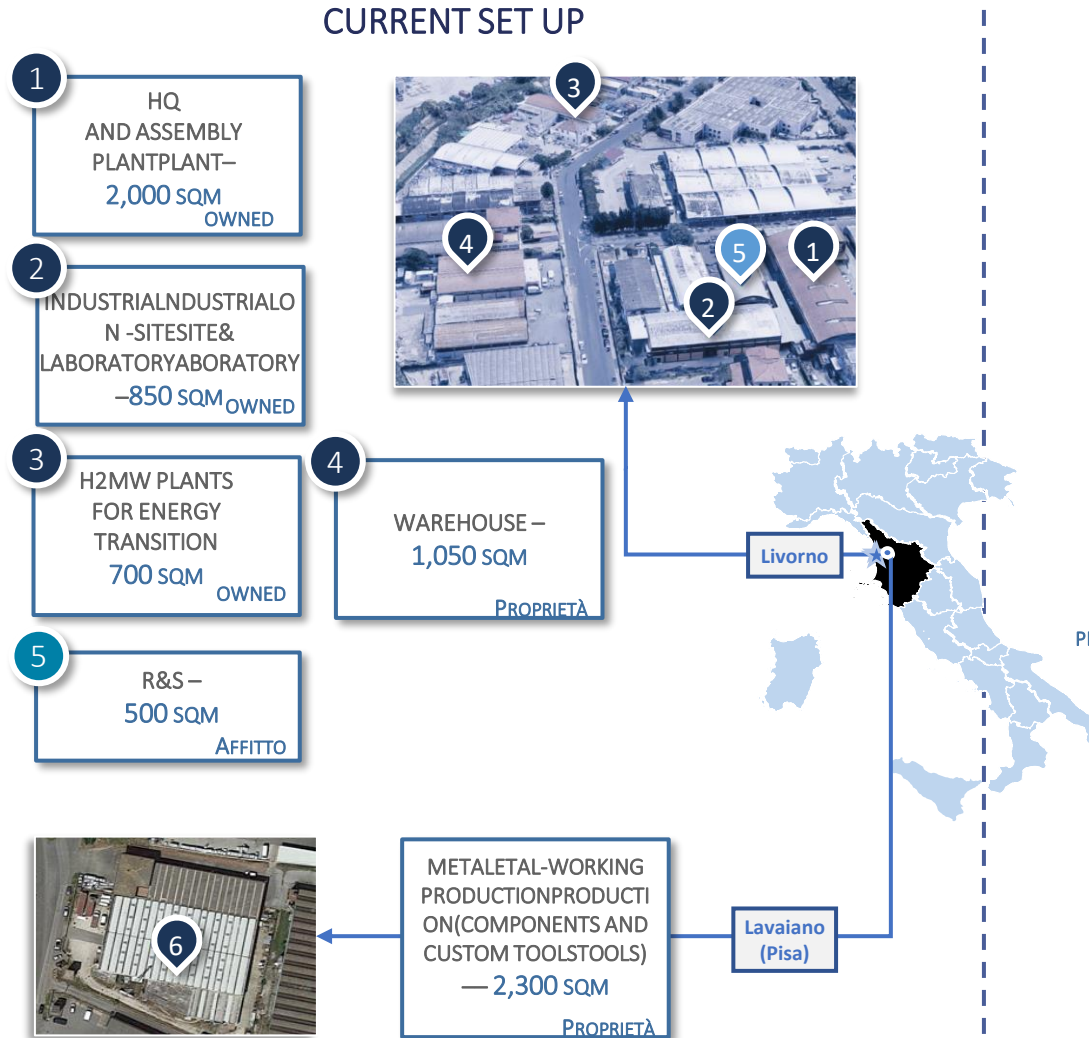 CURRENT SET UP
1
HQ
AND ASSEMBLY
PLANTPLANT–
2,000 SQM
OWNED
2
INDUSTRIALNDUSTRIALO
N -SITESITE&
LABORATORYABORATORY
–850 SQM OWNED
3
H2MW PLANTS
FOR ENERGY
TRANSITION
700 SQM
OWNED
4
WAREHOUSE –
1,050 SQM
PROPRIETÀ
5
R&S –
500 SQM
AFFITTO
3
4
5
1
2
Livorno
PI
6
METALETAL-WORKING
PRODUCTIONPRODUCTI
ON(COMPONENTS AND
CUSTOM TOOLSTOOLS)
— 2,300 SQM
PROPRIETÀ
Lavaiano
(Pisa)